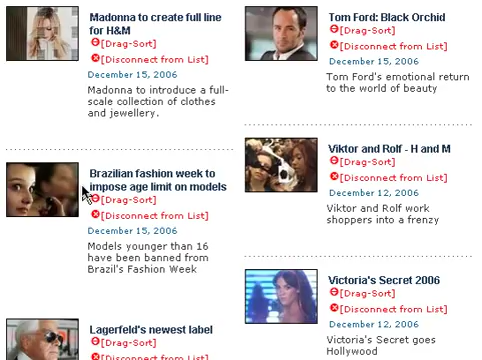 Madonna to create full line
for H&M
[Drag-Sort]
[Disconnect from List]
December 15, 2006
Madonna to introduce a full-
scale collection of clothes
and jewellery.
Brazilian fashion week to
impose age limit on models
[Drag-Sort]
[Disconnect from List]
December 15, 2006
Models younger than 16
have been banned from
Brazil's Fashion Week
Lagerfeld's newest label
[Drag-Sort]
[Disconnect from List]
Tom Ford: Black Orchid
[Drag-Sort]
[Disconnect from List]
December 15, 2006
Tom Ford's emotional return
to the world of beauty
Viktor and Rolf - H and M
[Drag-Sort]
[Disconnect from List]
December 12, 2006
Viktor and Rolf work
shoppers into a frenzy
Victoria's Secret 2006
[Drag-Sort]
[Disconnect from List]
December 12, 2006
Victoria's Secret goes
Hollywood